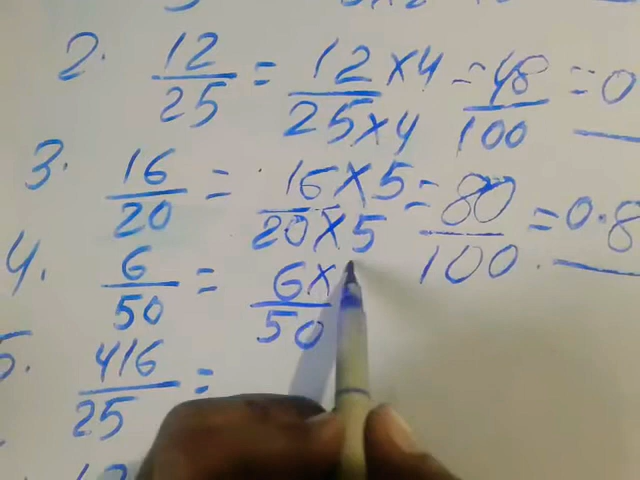 2. 12/25 = 12×4/25×4 = 48/100 = 0
3. 16/20 = 16×5/20×5 = 80/100 = 0.8
4. 6/50 = 6×/50
5. 416/25 =